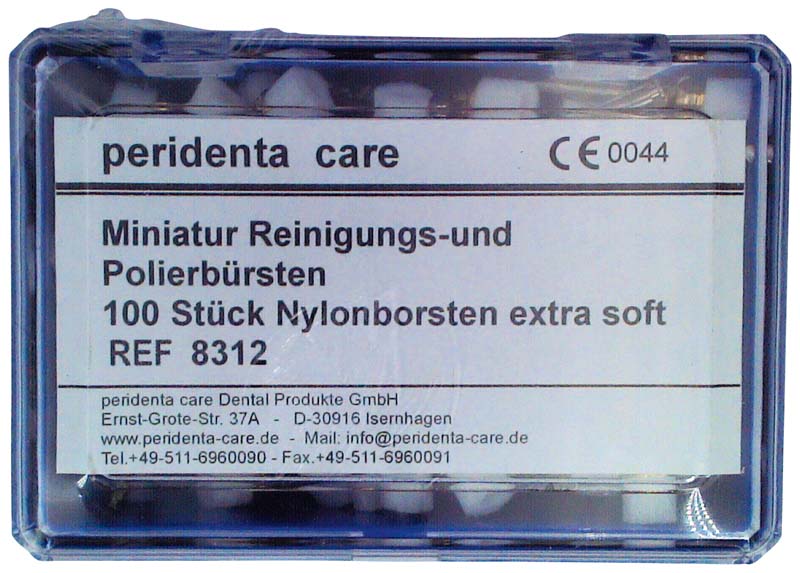 peridenta care CE 0044
Miniatur Reinigungs-und
Polierbürsten
100 Stück Nylonborsten extra soft
REF 8312
peridenta care Dental Produkte GmbH
Ernst-Grote-Str. 37A - D-30916 Isernhagen
www.peridenta-care.de - Mail: info@peridenta-care.de
Tel.+49-511-6960090 - Fax.+49-511-6960091